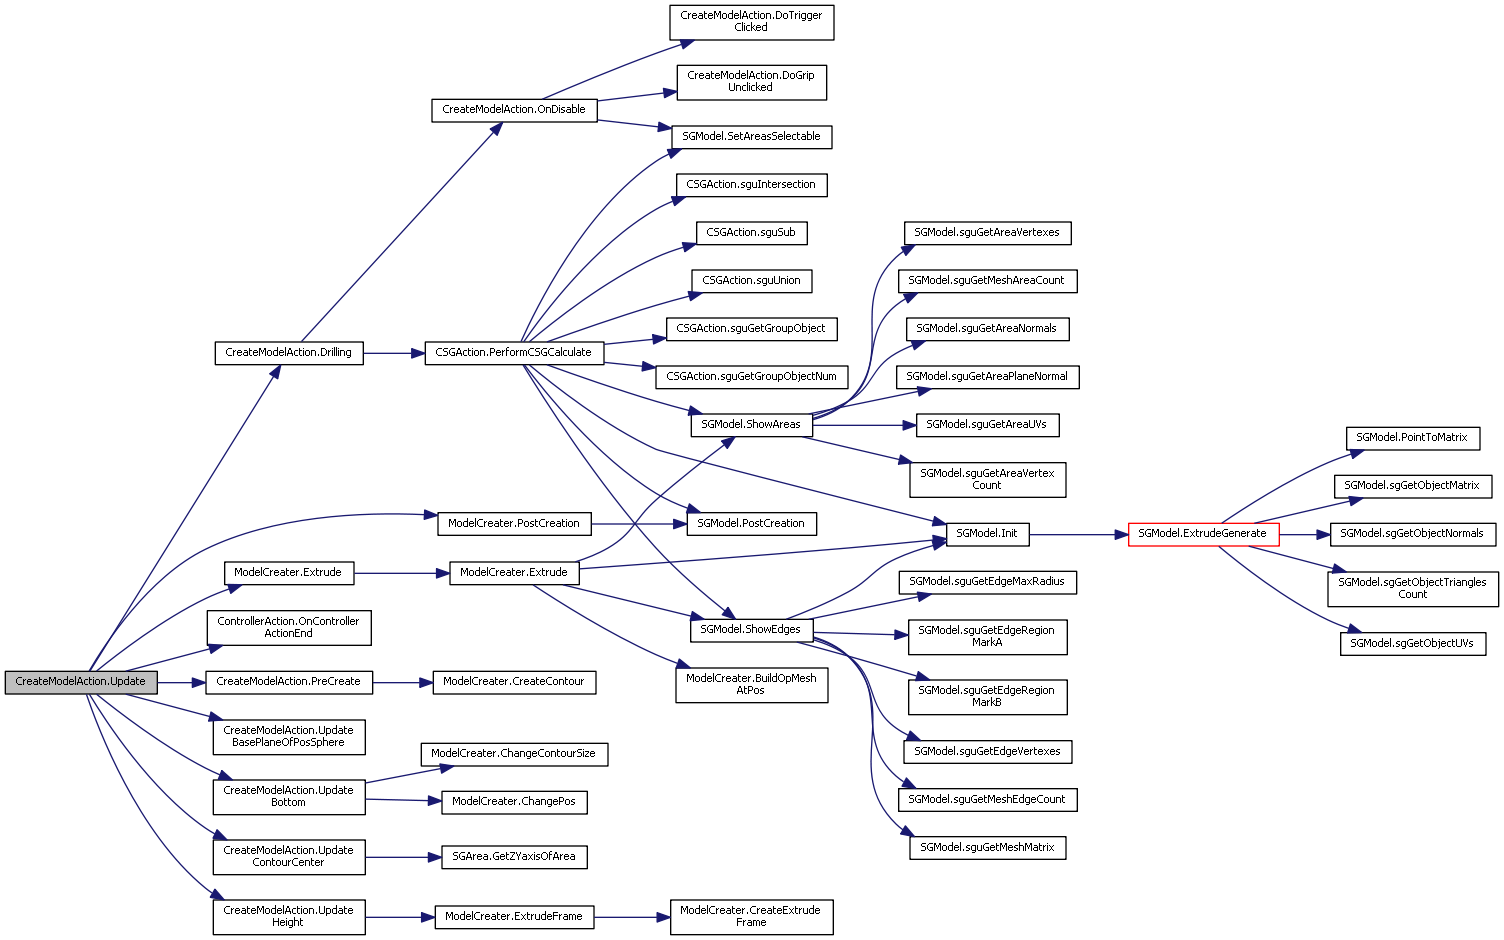 CreateModelAction.DoTrigger
Clicked
CreateModelAction.DoGrip
Unclicked
CreateModelAction.OnDisable
SGModel.SetAreasSelectable
CSGAction.sguIntersection
CSGAction.sguSub
CSGAction.sguUnion
CSGAction.sguGetGroupObject
CSGAction.sguGetGroupObjectNum
CreateModelAction.Drilling
CSGAction.PerformCSGCalculate
SGModel.ShowAreas
SGModel.sguGetAreaVertexes
SGModel.sguGetMeshAreaCount
SGModel.sguGetAreaNormals
SGModel.sguGetAreaPlaneNormal
SGModel.sguGetAreaUVs
SGModel.sguGetAreaVertex
Count
ModelCreater.PostCreation
SGModel.PostCreation
SGModel.Init
SGModel.ExtrudeGenerate
SGModel.PointToMatrix
SGModel.sgGetObjectMatrix
SGModel.sgGetObjectNormals
SGModel.sgGetObjectTriangles
Count
SGModel.sgGetObjectUVs
ModelCreater.Extrude
ModelCreater.Extrude
SGModel.ShowEdges
SGModel.sguGetEdgeMaxRadius
SGModel.sguGetEdgeRegion
MarkA
SGModel.sguGetEdgeRegion
MarkB
SGModel.sguGetEdgeVertexes
SGModel.sguGetMeshEdgeCount
SGModel.sguGetMeshMatrix
ControllerAction.OnController
ActionEnd
CreateModelAction.Update
CreateModelAction.PreCreate
ModelCreater.CreateContour
ModelCreater.BuildOpMesh
AtPos
CreateModelAction.Update
BasePlaneOfPosSphere
CreateModelAction.Update
Bottom
ModelCreater.ChangeContourSize
ModelCreater.ChangePos
CreateModelAction.Update
ContourCenter
SGArea.GetZYaxisOfArea
CreateModelAction.Update
Height
ModelCreater.ExtrudeFrame
ModelCreater.CreateExtrude
Frame